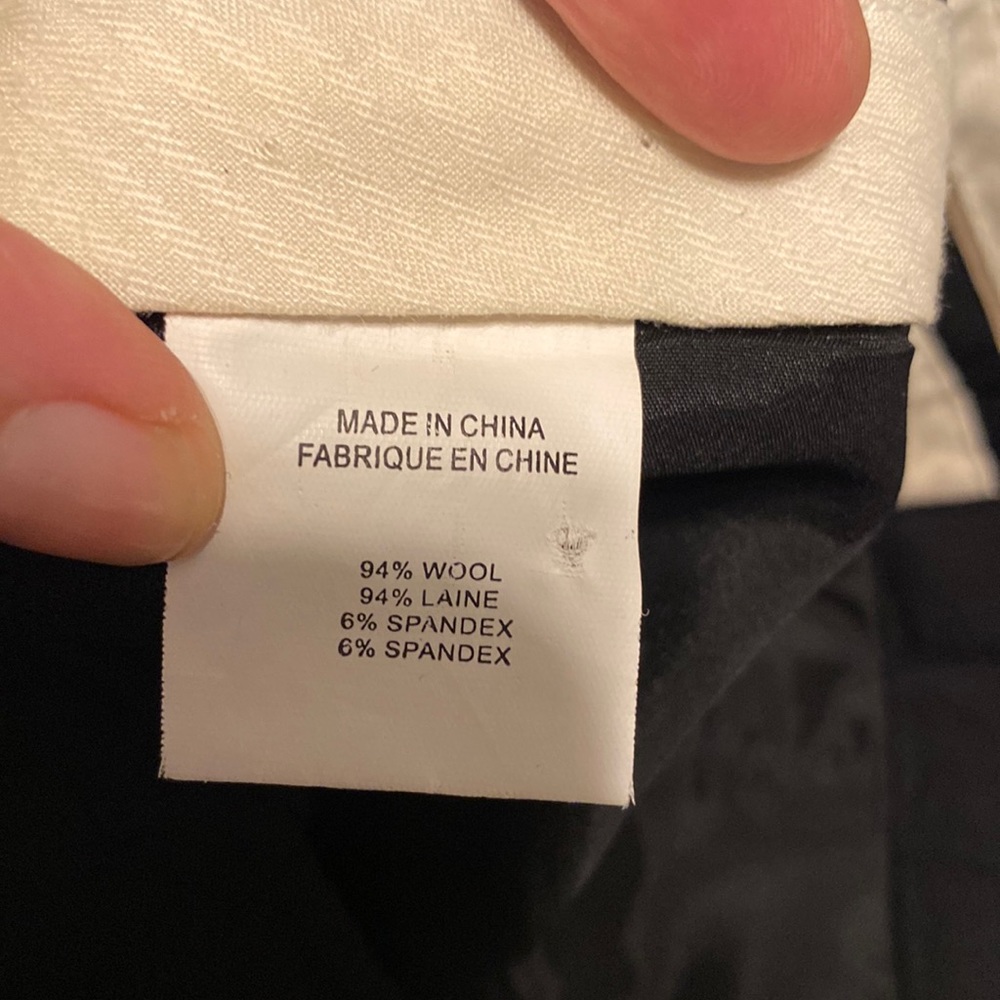 MADE IN CHINA
FABRIQUE EN CHINE
94% WOOL
94% LAINE
6% SPANDEX
6% SPANDEX